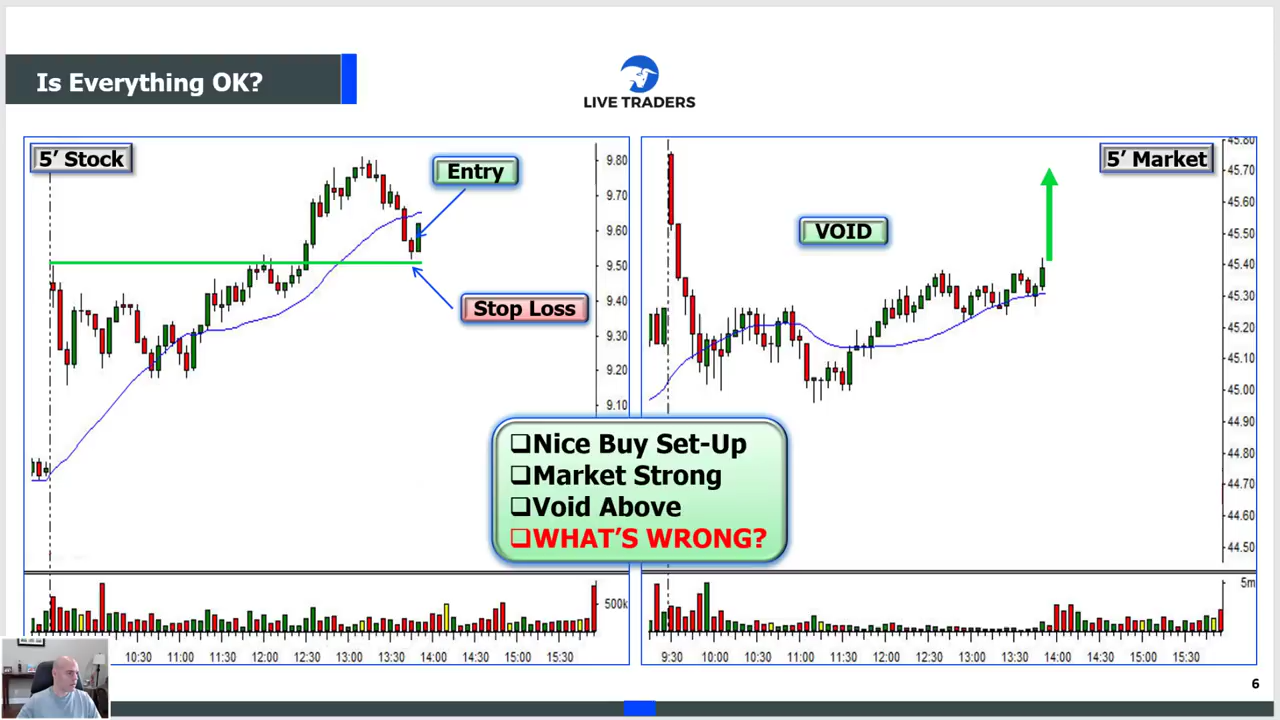 Is Everything OK?
LIVE TRADERS
5′ Stock
Entry
Stop Loss
9.80
9.70
9.60
9.50
9.40
9.30
9.20
9.10
500k
10:30 11:00 11:30 12:00 12:30 13:00 13:30 14:00 14:30 15:00 15:30
5′ Market
VOID
45.80
45.70
45.60
45.50
45.40
45.30
45.20
45.10
45.00
44.90
44.80
44.70
44.60
44.50
5m
9:30 10:00 10:30 11:00 11:30 12:00 12:30 13:00 13:30 14:00 14:30 15:00 15:30
❑Nice Buy Set-Up
❑Market Strong
❑Void Above
❑WHAT’S WRONG?
6